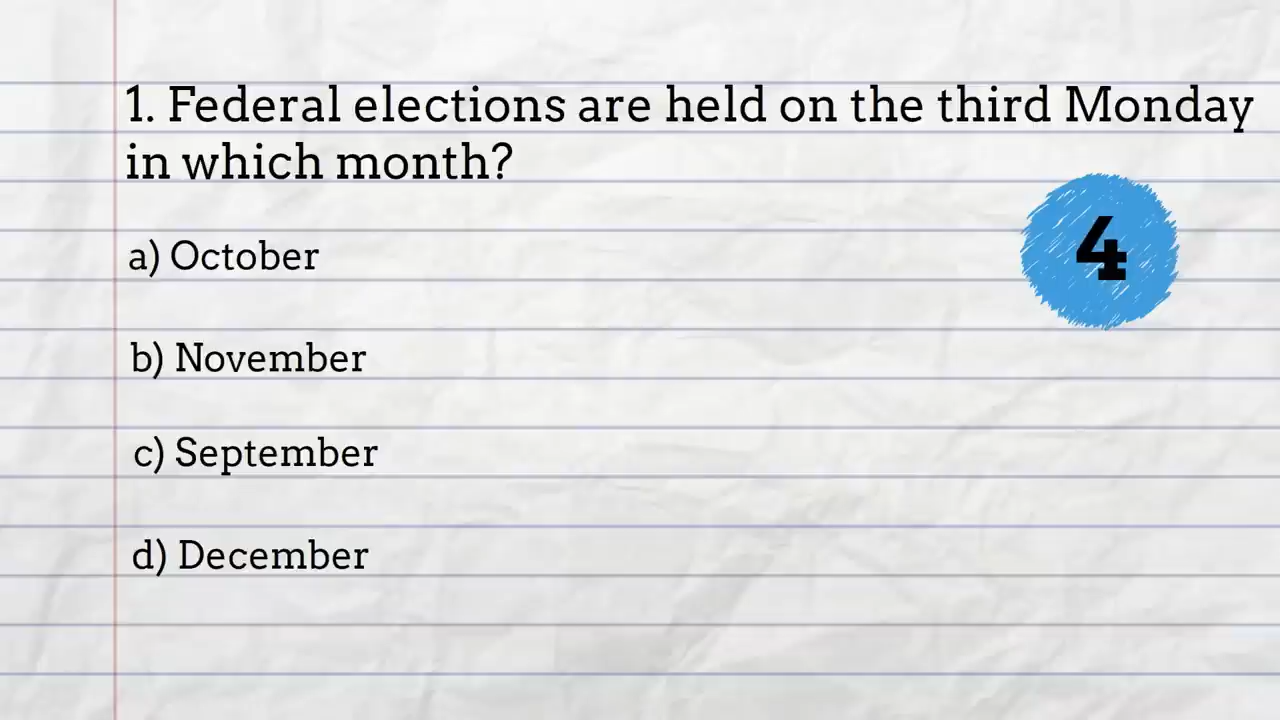 1. Federal elections are held on the third Monday
in which month?
4
a) October
b) November
c) September
d) December